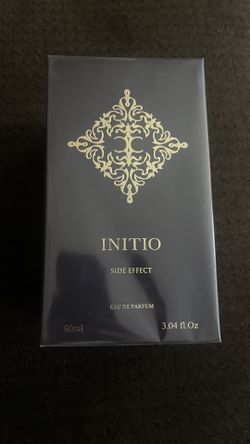 INITIO
SIDE EFFECT
EAU DE PARFUM
90ml 3.04 fl.Oz